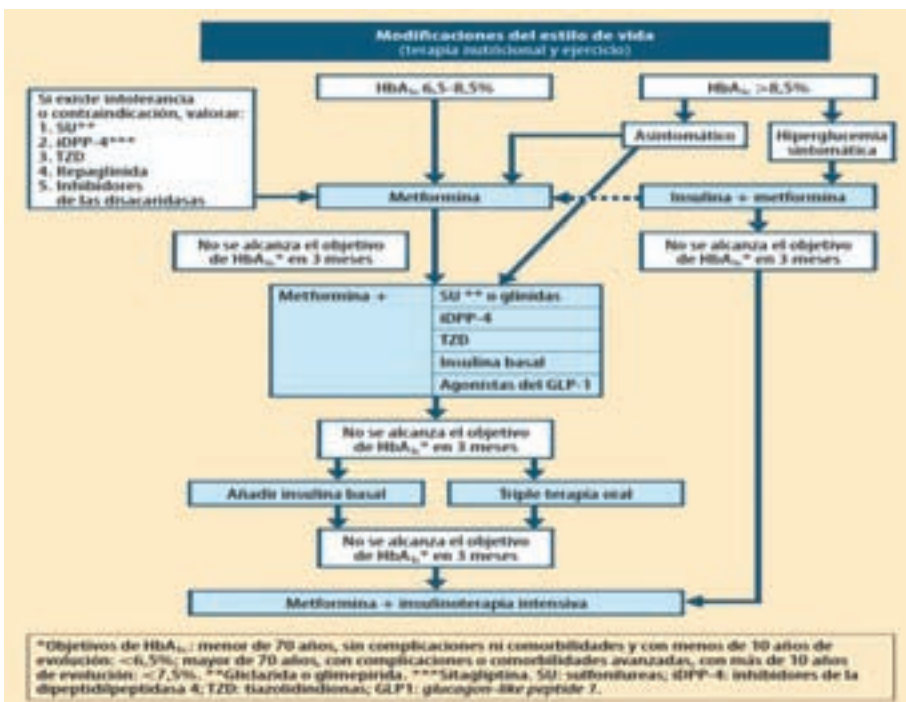 Modificaciones del estilo de vida
(terapia nutricional y ejercicio)
HbA1c 6,5-8,5%
HbA1c >8,5%
Si existe intolerancia
o contraindicación, valorar:
1. SU**
2. iDPP-4***
3. TZD
4. Repaglinida
5. Inhibidores
de las disacaridasas
Asintomático
Hiperglucemia
sintomática
Metformina
Insulina + metformina
No se alcanza el objetivo
de HbA1c* en 3 meses
No se alcanza el objetivo
de HbA1c* en 3 meses
Metformina +
SU ** o glinidas
iDPP-4
TZD
Insulina basal
Agonistas del GLP-1
No se alcanza el objetivo
de HbA1c* en 3 meses
Añadir insulina basal
Triple terapia oral
No se alcanza el objetivo
de HbA1c* en 3 meses
Metformina + insulinoterapia intensiva
*Objetivos de HbA1c: menor de 70 años, sin complicaciones ni comorbilidades y con menos de 10 años de
evolución: <6,5%; mayor de 70 años, con complicaciones o comorbilidades avanzadas, con más de 10 años
de evolución: <7,5%. **Gliclazida o glimepirida. ***Sitagliptina. SU: sulfonilureas; iDPP-4: inhibidores de la
dipeptidilpeptidasa 4; TZD: tiazolidindionas; GLP1: glucagon-like peptide 1.